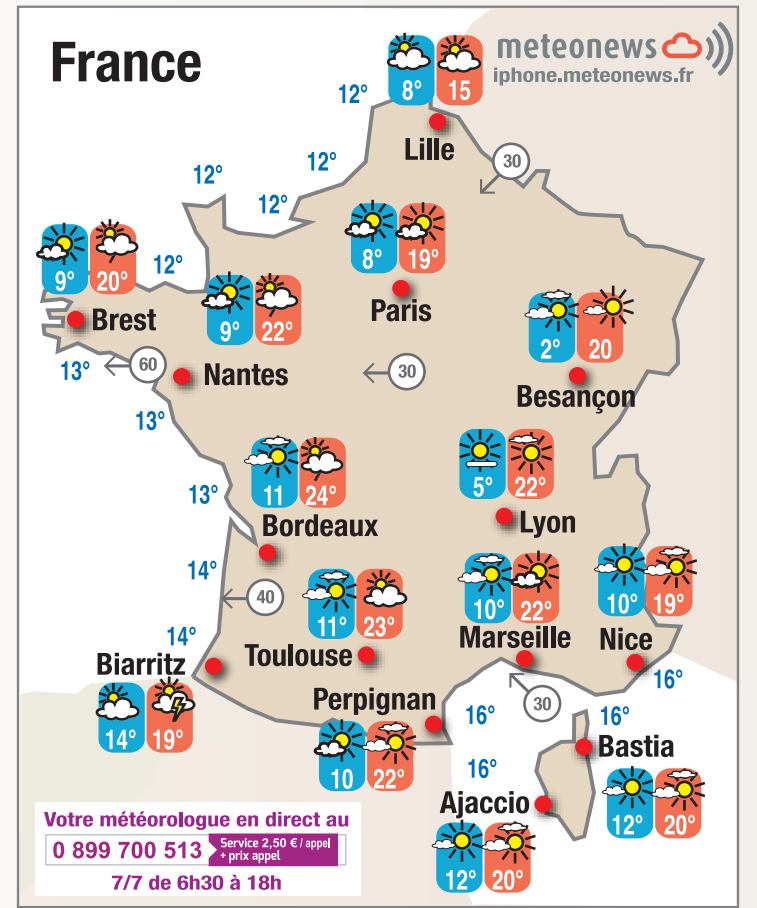 France
meteonews
iphone.meteonews.fr
12°
8° 15
Lille
30
12°
12°
12°
8° 19°
Paris
9° 20°
Brest
12°
9° 22°
Nantes
2° 20
Besançon
13°
60
30
13°
11 24°
Bordeaux
5° 22°
Lyon
13°
14°
40
11° 23°
Toulouse
10° 22°
Marseille
10° 19°
Nice
14°
Biarritz
14° 19°
Perpignan
10 22°
16°
30
16°
16°
Bastia
12° 20°
16°
Ajaccio
12° 20°
Votre météorologue en direct au
0 899 700 513 Service 2,50 € / appel
+ prix appel
7/7 de 6h30 à 18h